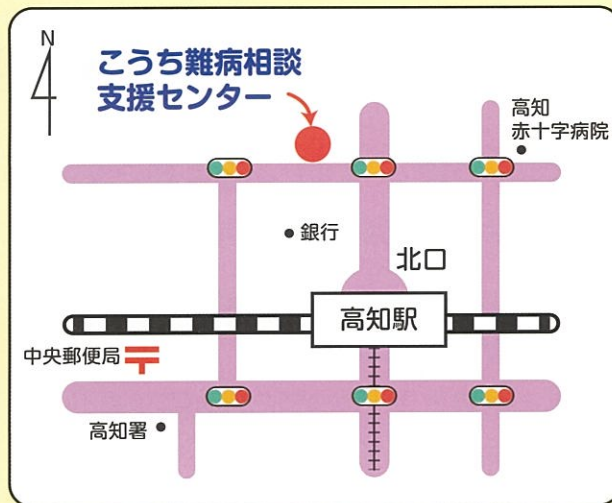 N
こうち難病相談
支援センター
高知
赤十字病院
銀行
北口
高知駅
中央郵便局
高知署